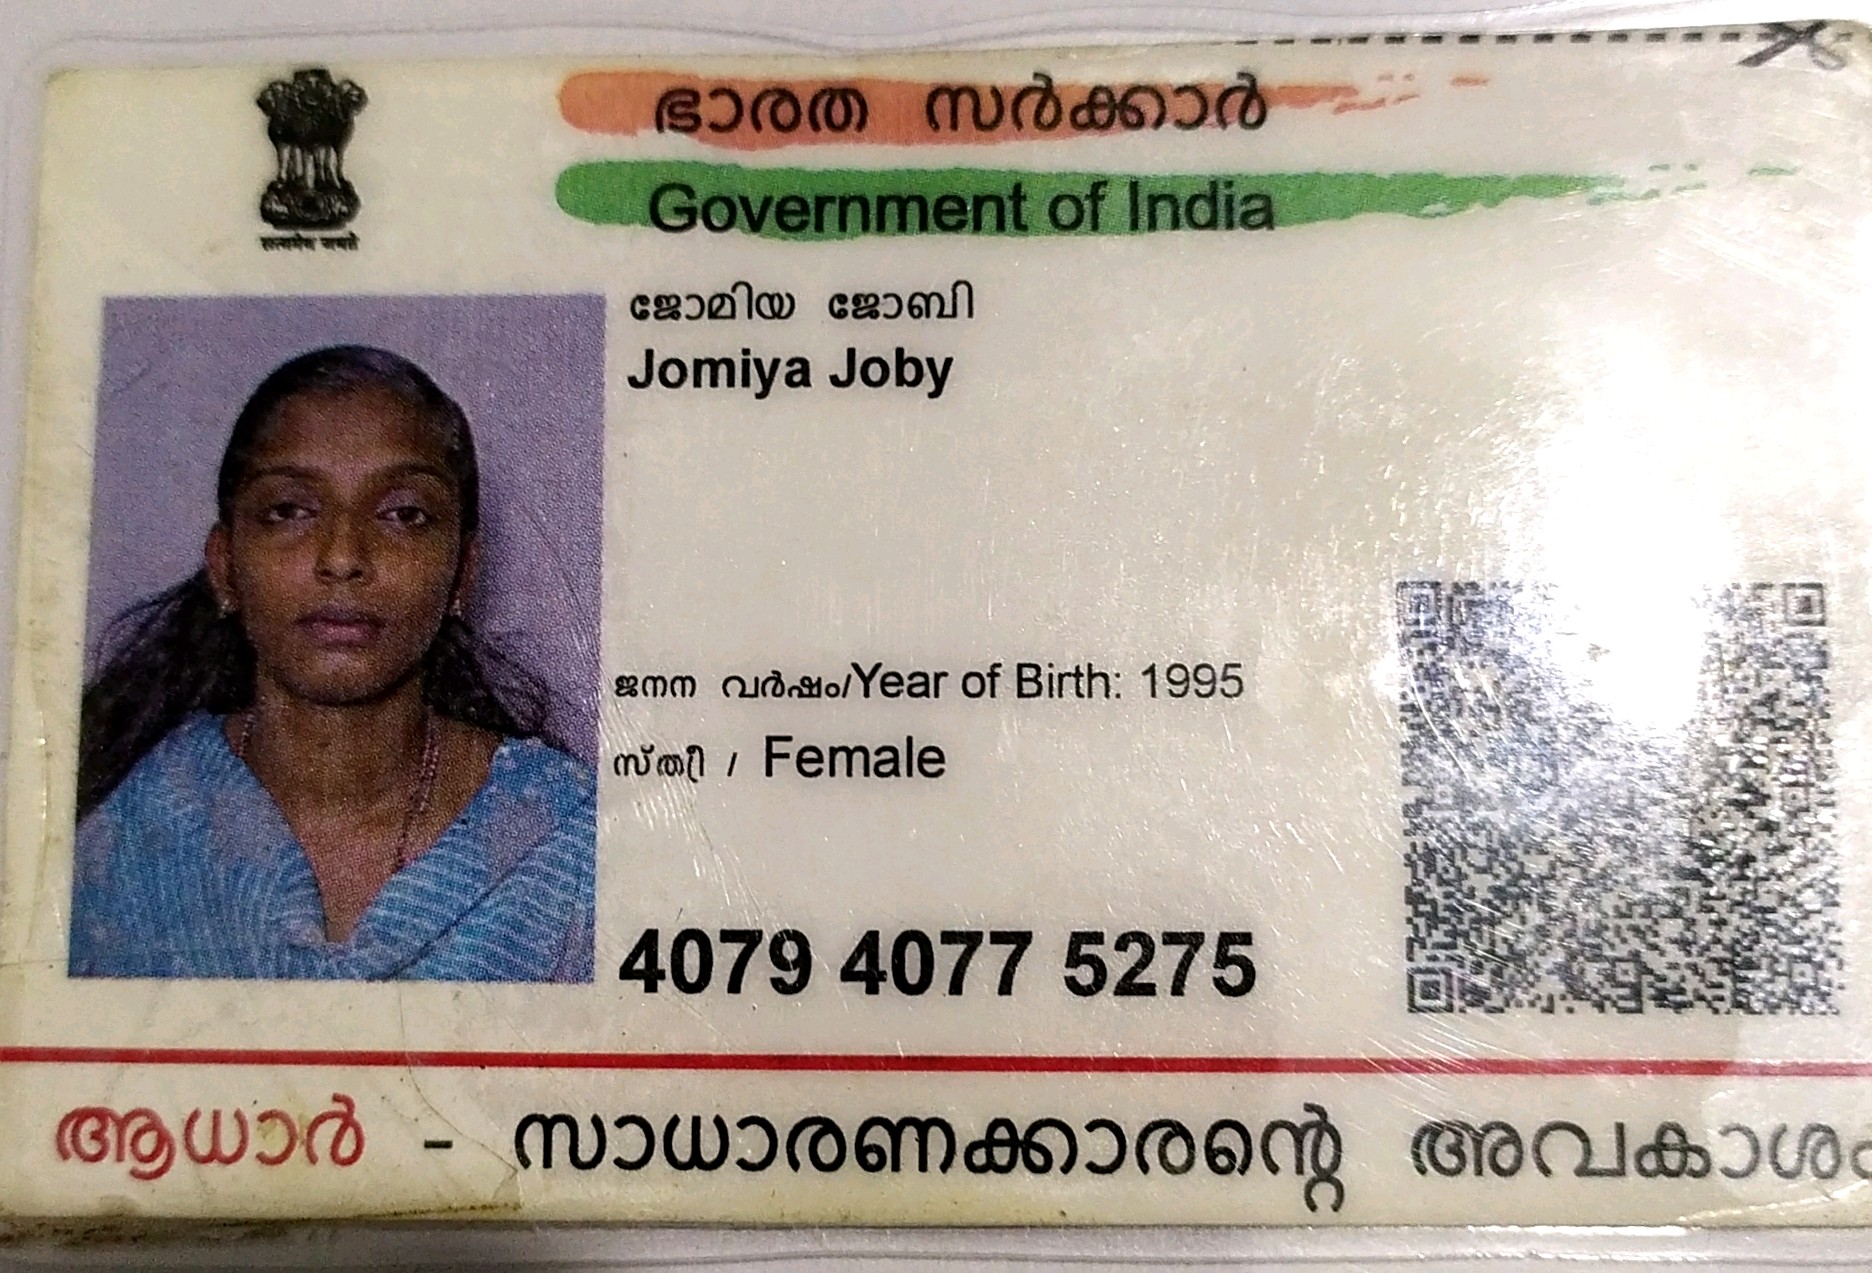 ഭാരത സർക്കാർ
Government of India
सत्यमेव जयते
ജോമിയ ജോബി
Jomiya Joby
ജനന വർഷം/Year of Birth: 1995
സ്ത്രീ / Female
4079 4077 5275
ആധാർ - സാധാരണക്കാരന്റെ അവകാശം